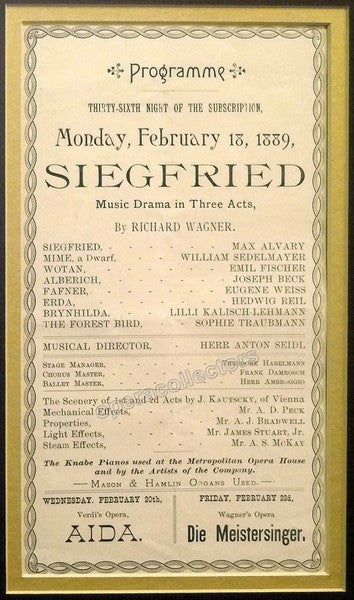 Programme
THIRTY-SIXTH NIGHT OF THE SUBSCRIPTION,
Monday, February 18, 1889,
SIEGFRIED
Music Drama in Three Acts,
By RICHARD WAGNER.
SIEGFRIED, MAX ALVARY
MIME, a Dwarf, WILLIAM SEDELMAYER
WOTAN, EMIL FISCHER
ALBERICH, JOSEPH BECK
FAFNER, EUGENE WEISS
ERDA, HEDWIG REIL
BRYNHILDA, LILLI KALISCH-LEHMANN
THE FOREST BIRD, SOPHIE TRAUBMANN
MUSICAL DIRECTOR. HERR ANTON SEIDL
STAGE MANAGER, THEODORE HABELMANN
CHORUS MASTER, FRANK DAMROSCH
BALLET MASTER, HERR AMBROGGIO
The Scenery of 1st and 2d Acts by J. KAUTSKY, of Vienna
Mechanical Effects, Mr. A. D. PECK
Properties, Mr. A. J. BRADWELL
Light Effects, Mr. JAMES STUART, Jr.
Steam Effects, Mr. A. S. MCKAY
The Knabe Pianos used at the Metropolitan Opera House
and by the Artists of the Company.
MASON & HAMLIN ORGANS USED.
WEDNESDAY, FEBRUARY 20th,
Verdi's Opera,
AIDA.
FRIDAY, FEBRUARY 22d,
Wagner's Opera
Die Meistersinger.
operacollectors